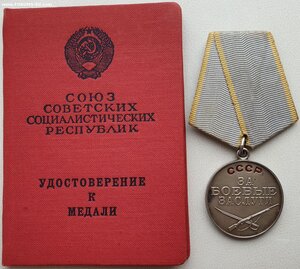 СОЮЗ
СОВЕТСКИХ
СОЦИАЛИСТИЧЕСКИХ
РЕСПУБЛИК
УДОСТОВЕРЕНИЕ
К
МЕДАЛИ
СССР
ЗА
БОЕВЫЕ
ЗАСЛУГИ